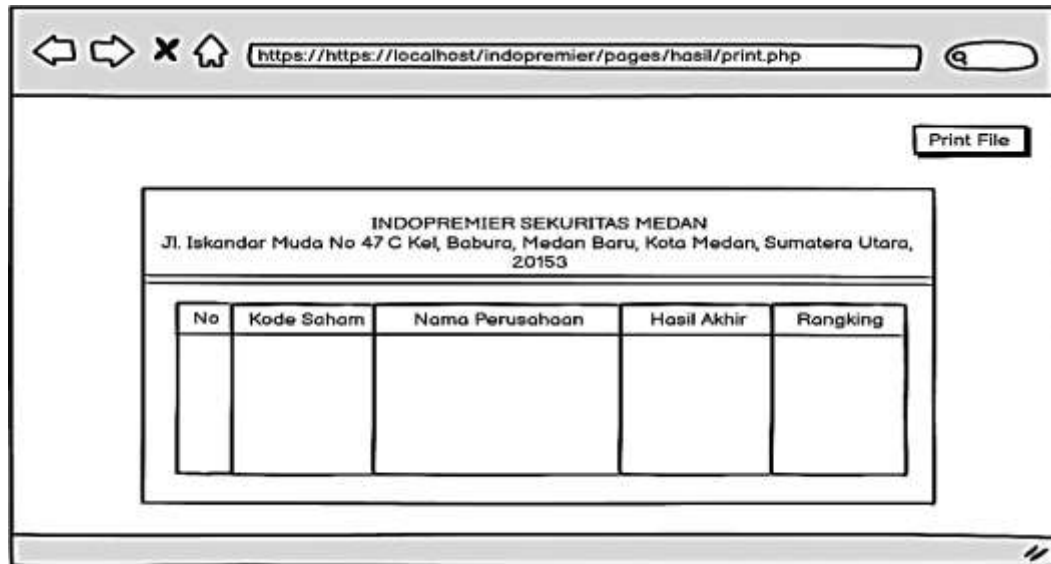 https://https://localhost/indopremier/pages/hasil/print.php
Print File
INDOPREMIER SEKURITAS MEDAN
Jl. Iskandar Muda No 47 C Kel, Babura, Medan Baru, Kota Medan, Sumatera Utara,
20153
No Kode Saham Nama Perusahaan Hasil Akhir Rangking